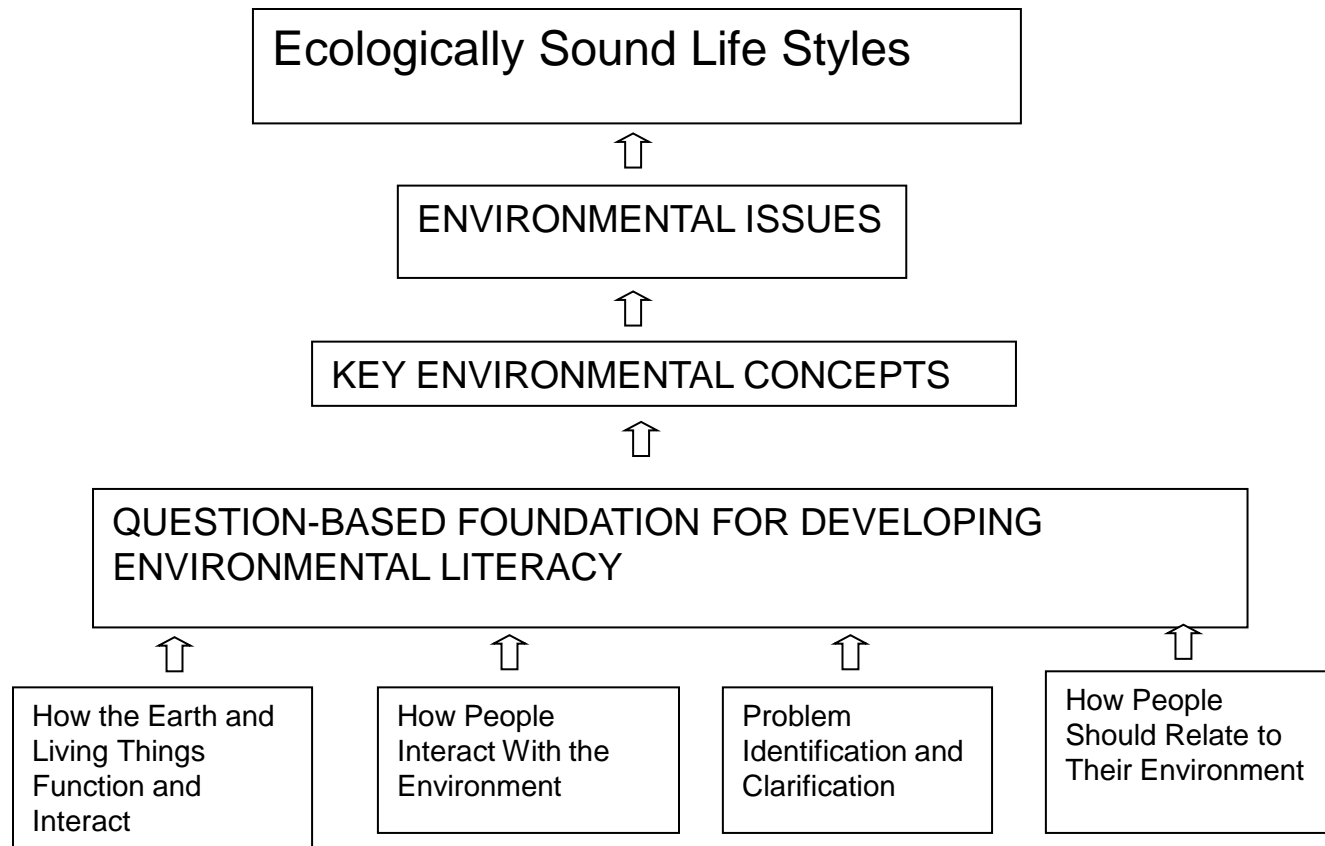 Ecologically Sound Life Styles
ENVIRONMENTAL ISSUES
KEY ENVIRONMENTAL CONCEPTS
QUESTION-BASED FOUNDATION FOR DEVELOPING
ENVIRONMENTAL LITERACY
How the Earth and
Living Things
Function and
Interact
How People
Interact With the
Environment
Problem
Identification and
Clarification
How People
Should Relate to
Their Environment